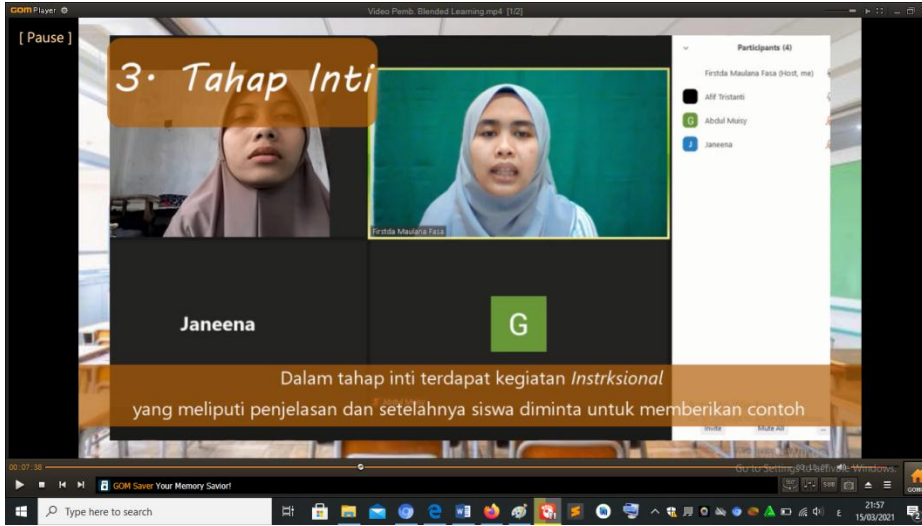 GOM Player
Video Pemb. Blended Learning.mp4 [1/2]
[ Pause ]
3. Tahap Inti
Participants (4)
Firstda Maulana Fasa (Host, me)
Afif Tristanti
G Abdul Muisy
J Janeena
Firstda Maulana Fasa
Janeena
G
Dalam tahap inti terdapat kegiatan Instrksional
yang meliputi penjelasan dan setelahnya siswa diminta untuk memberikan contoh
Invite Mute All ...
00:07:38
Go to Settings to activate Windows.
GOM Saver Your Memory Savior!
Type here to search
21:57
15/03/2021